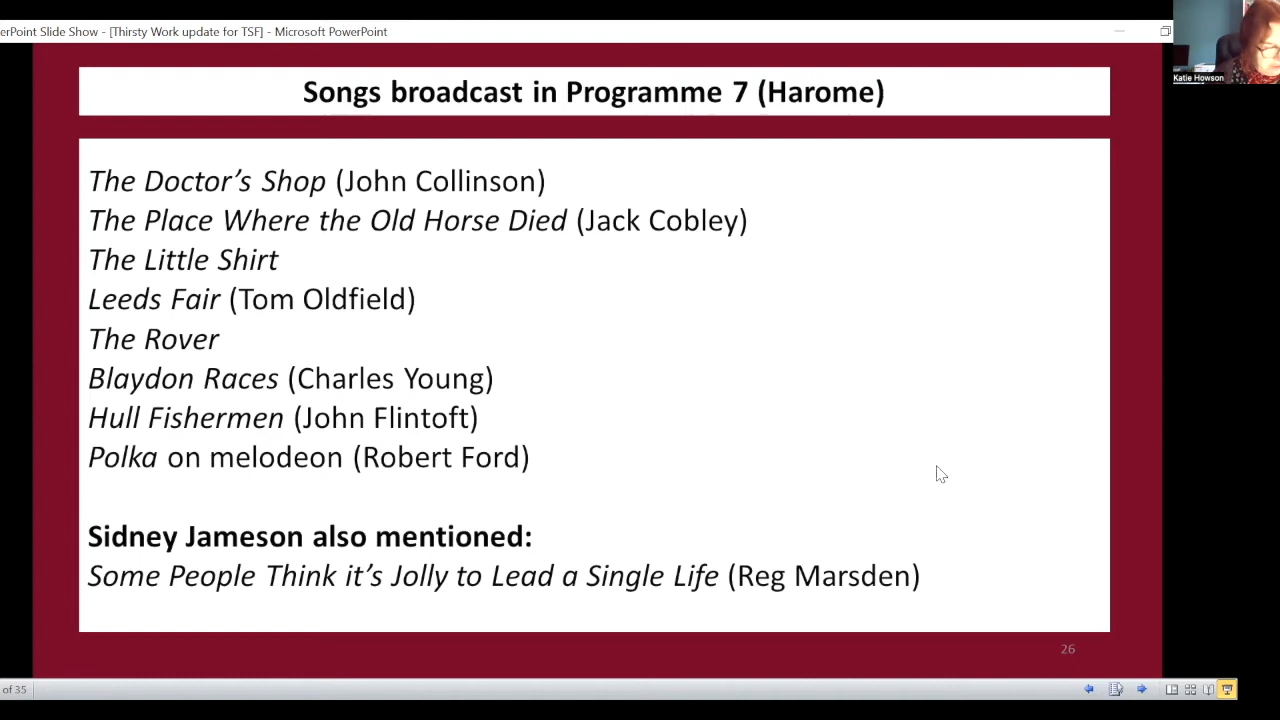 erPoint Slide Show - [Thirsty Work update for TSF] - Microsoft PowerPoint
Katie Howson
Songs broadcast in Programme 7 (Harome)
The Doctor’s Shop (John Collinson)
The Place Where the Old Horse Died (Jack Cobley)
The Little Shirt
Leeds Fair (Tom Oldfield)
The Rover
Blaydon Races (Charles Young)
Hull Fishermen (John Flintoft)
Polka on melodeon (Robert Ford)
Sidney Jameson also mentioned:
Some People Think it’s Jolly to Lead a Single Life (Reg Marsden)
26
of 35